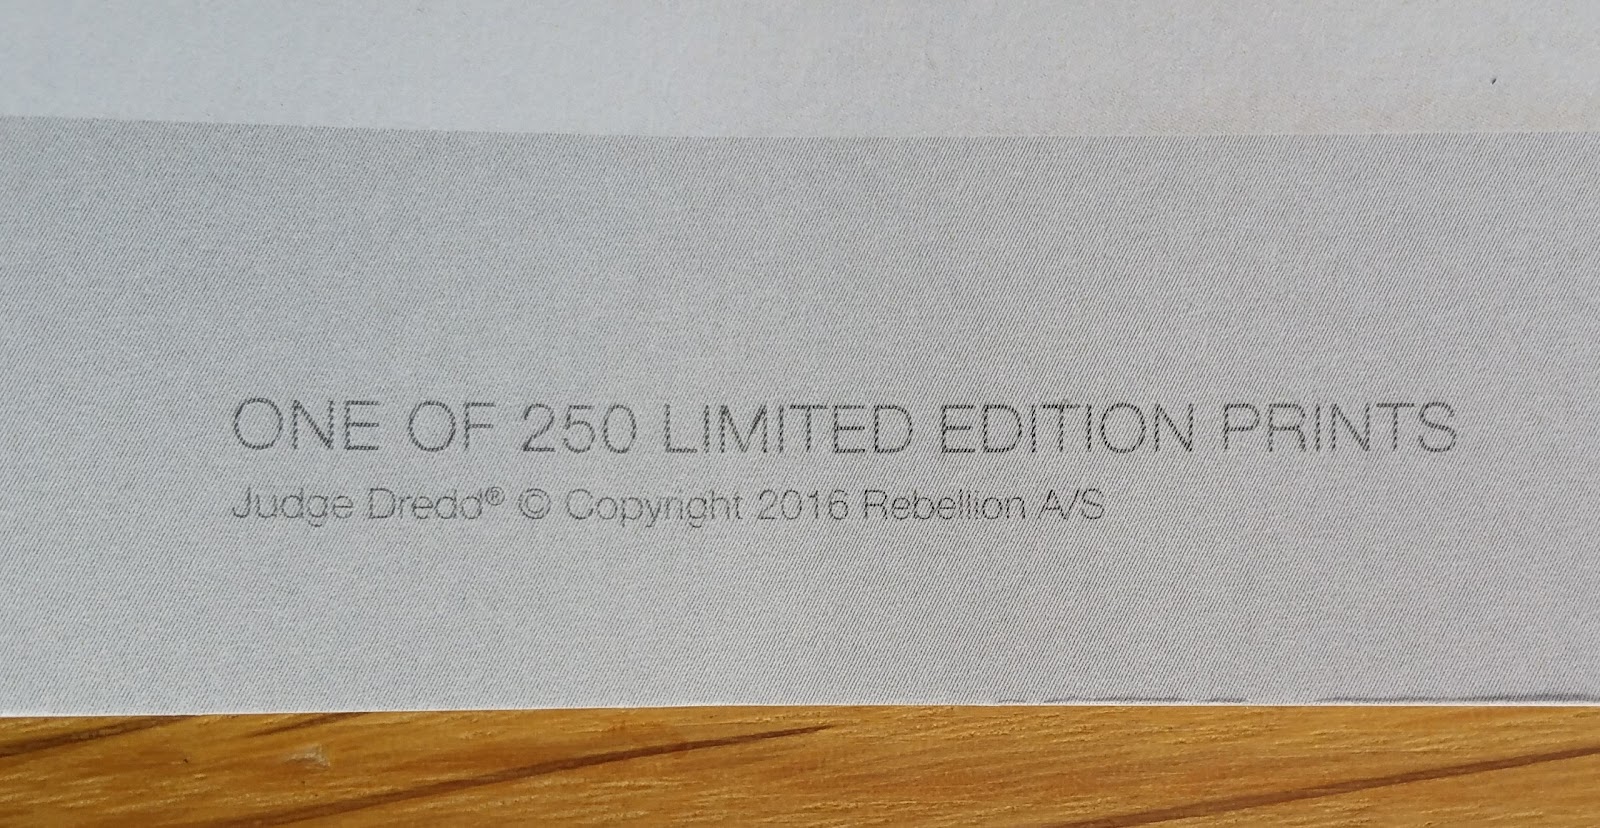 ONE OF 250 LIMITED EDITION PRINTS
Judge Dredd® © Copyright 2016 Rebellion A/S